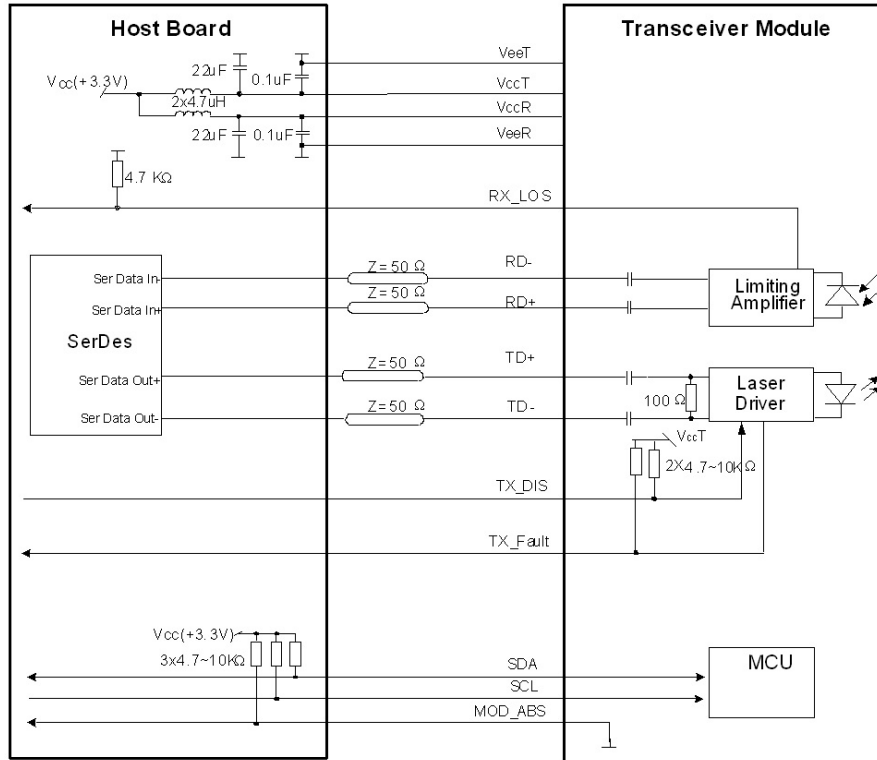 Host Board
Transceiver Module
VeeT
22uF
0.1uF
Vcc(+3.3V)
VccT
2x4.7uH
VccR
22uF
0.1uF
VeeR
4.7 KΩ
RX_LOS
Z=50 Ω
RD-
Ser Data In-
Limiting
Amplifier
Z=50 Ω
RD+
Ser Data In+
SerDes
Z=50 Ω
TD+
Ser Data Out+
Laser
Driver
100 Ω
Z=50 Ω
TD-
Ser Data Out-
VccT
2X4.7~10KΩ
TX_DIS
TX_Fault
Vcc(+3.3V)
3x4.7~10KΩ
SDA
MCU
SCL
MOD_ABS